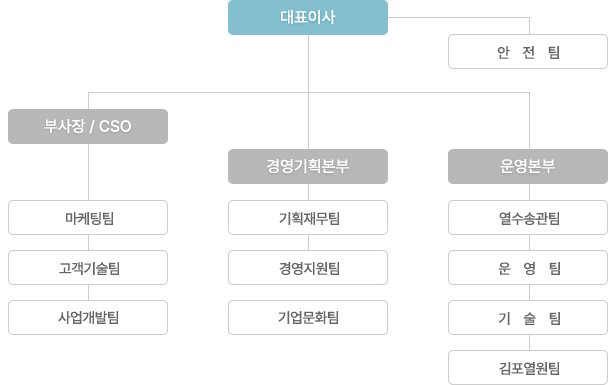 대표이사
안 전 팀
부사장 / CSO
경영기획본부
운영본부
마케팅팀
기획재무팀
열수송관팀
고객기술팀
경영지원팀
운 영 팀
사업개발팀
기업문화팀
기 술 팀
김포열원팀